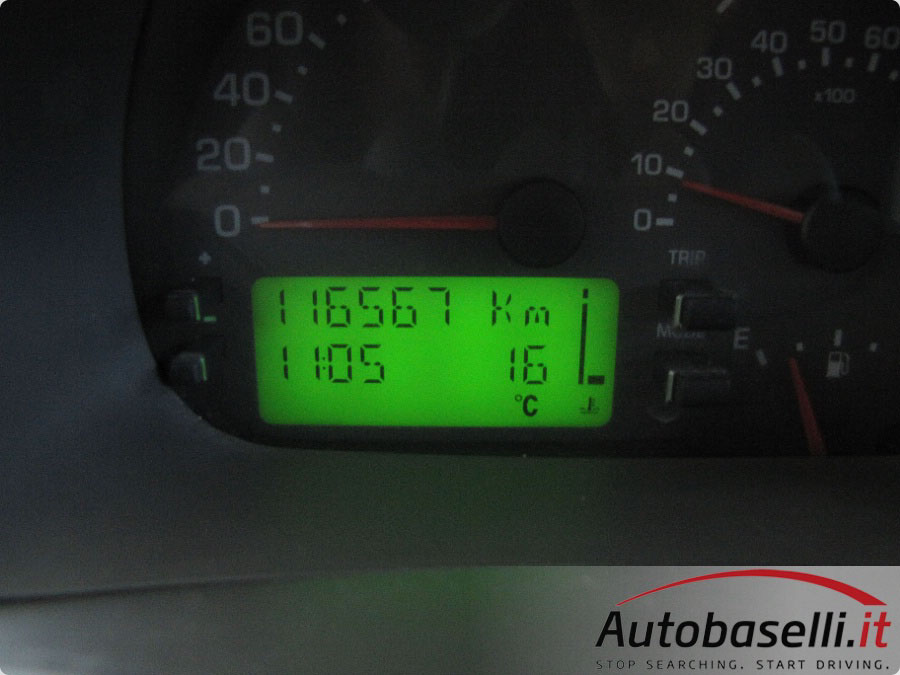 60
40
20
0
60
50
40
30
20
10
0
x100
TRIP
MODE
E
116567 Km
11:05 16
°C
Autobaselli.it
STOP SEARCHING. START DRIVING.